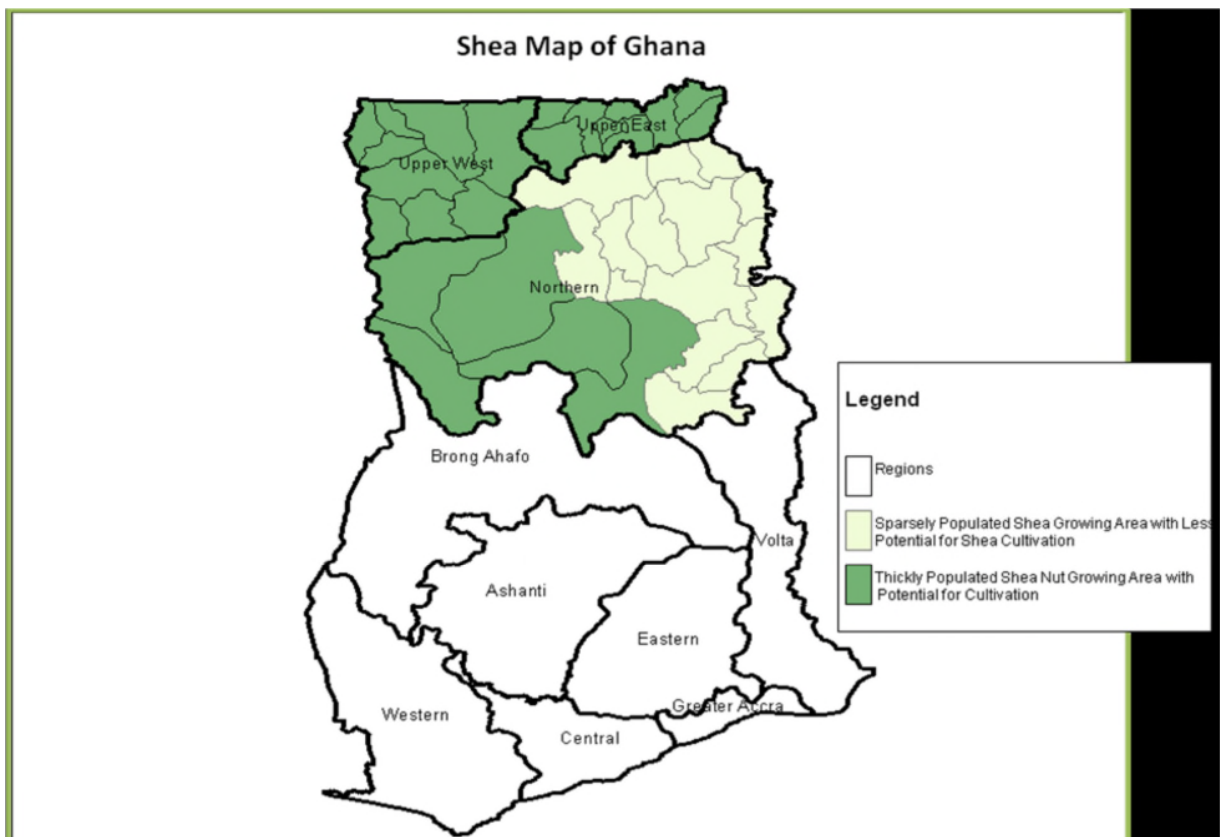 Shea Map of Ghana
Upper East
Upper West
Northern
Legend
Regions
Brong Ahafo
Sparsely Populated Shea Growing Area with Less
Potential for Shea Cultivation
Volta
Thickly Populated Shea Nut Growing Area with
Potential for Cultivation
Ashanti
Eastern
Greater Accra
Western
Central